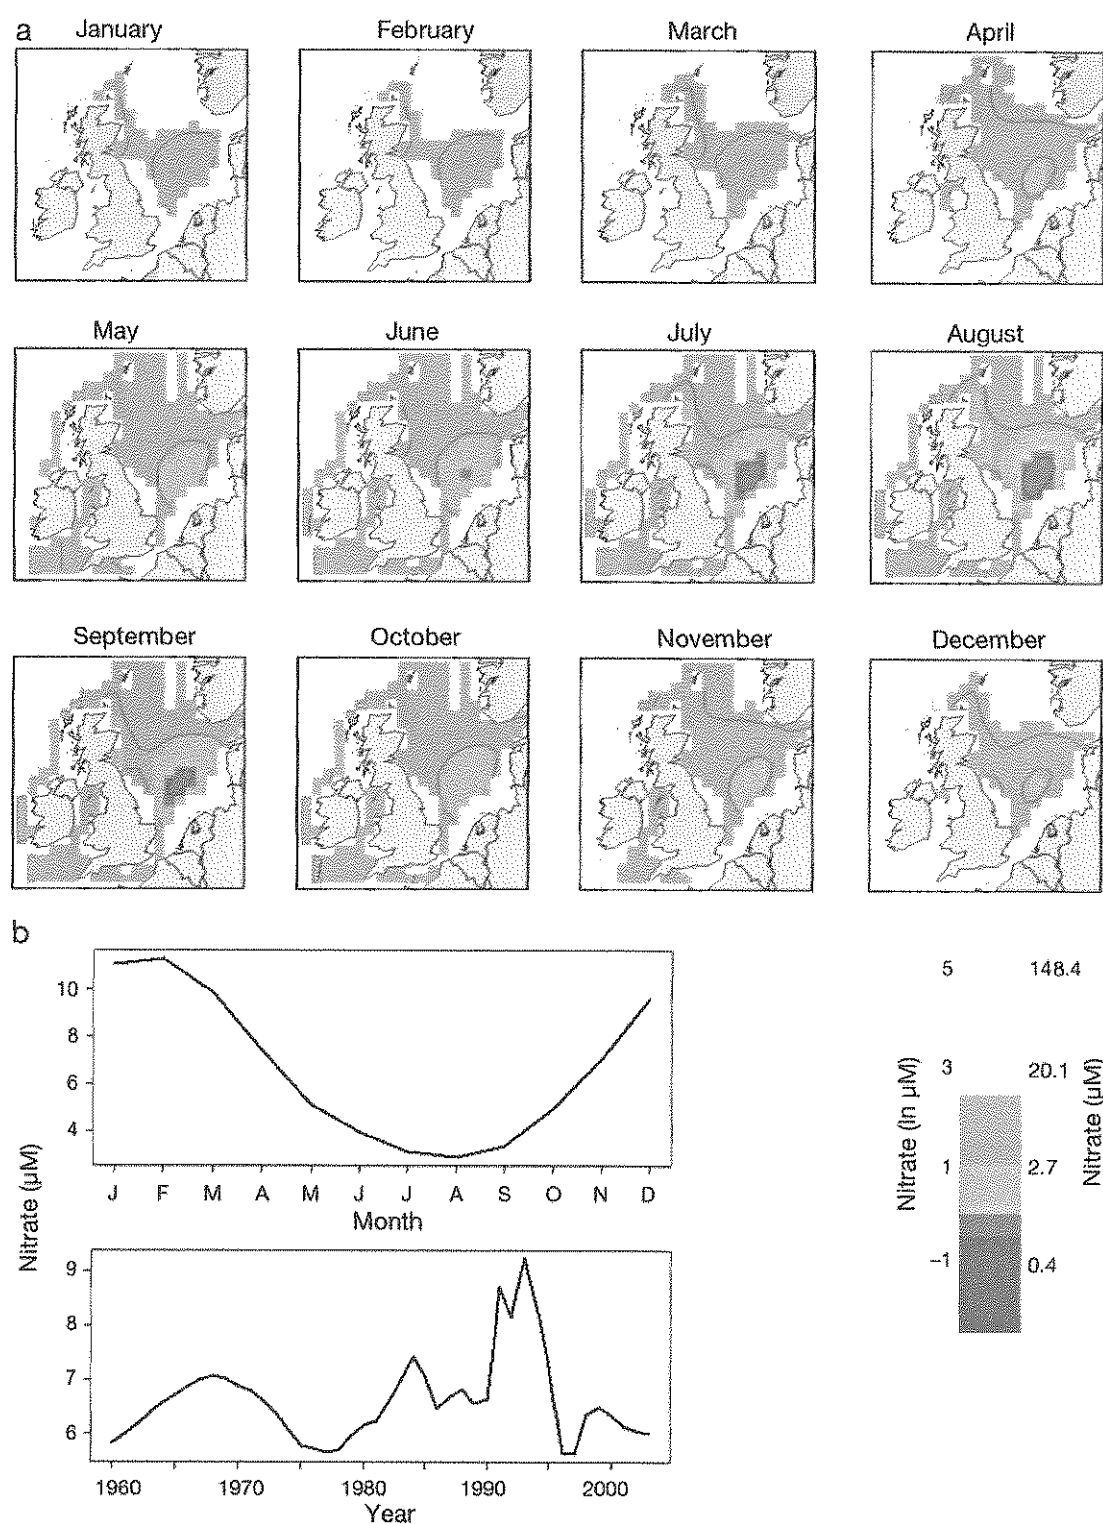 a
January February March April
May June July August
September October November December
b
10
8
6
4
J F M A M J J A S O N D
Month
Nitrate (µM)
9
8
7
6
1960 1970 1980 1990 2000
Year
5 148.4
3 20.1
1 2.7
−1 0.4
Nitrate (ln µM)
Nitrate (µM)